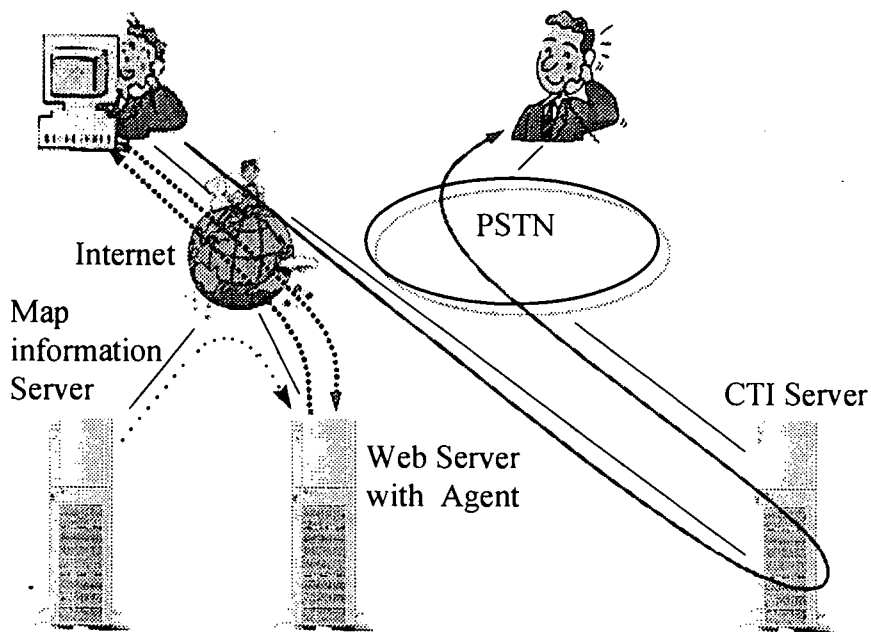 PSTN
Internet
Map
information
Server
CTI Server
Web Server
with Agent